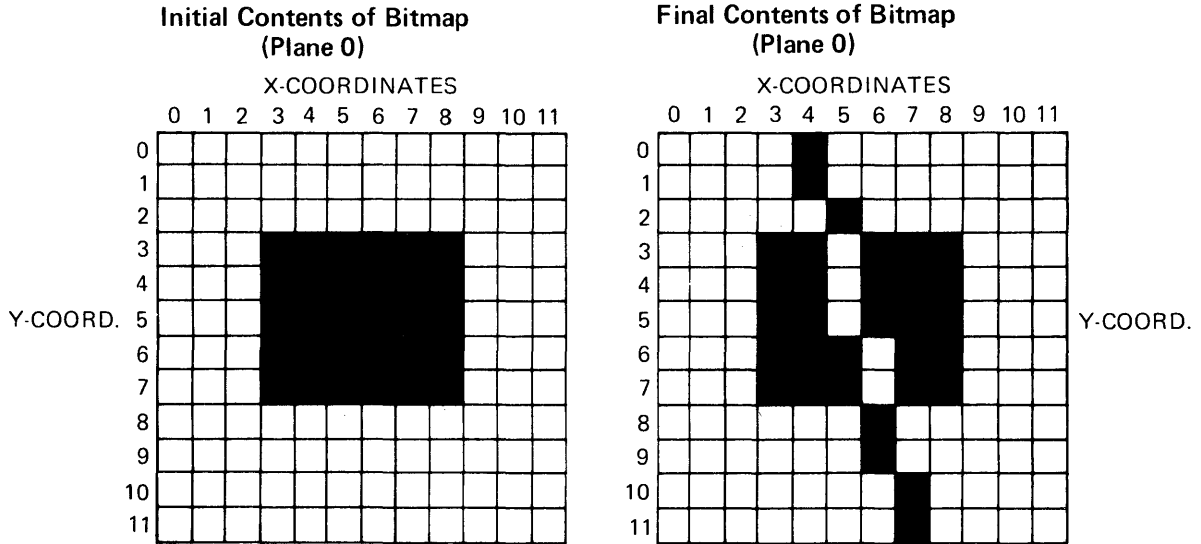 Initial Contents of Bitmap
(Plane 0)
X-COORDINATES
0 1 2 3 4 5 6 7 8 9 10 11
0
1
2
3
4
Y-COORD. 5
6
7
8
9
10
11
Final Contents of Bitmap
(Plane 0)
X-COORDINATES
0 1 2 3 4 5 6 7 8 9 10 11
0
1
2
3
4
5 Y-COORD.
6
7
8
9
10
11